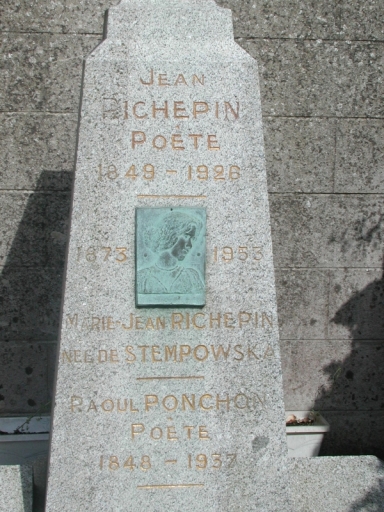 JEAN
RICHEPIN
POÈTE
1849 - 1926
1873 1953
MARIE-JEAN RICHEPIN
NÉE DE STEMPOWSKA
RAOUL PONCHON
POÈTE
1848 - 1937